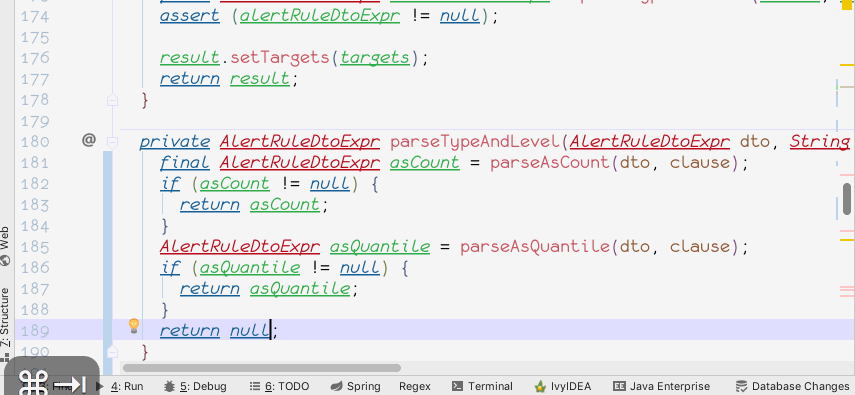 174 assert (alertRuleDtoExpr != null);
175
176 result.setTargets(targets);
177 return result;
178 }
179
180 @ private AlertRuleDtoExpr parseTypeAndLevel(AlertRuleDtoExpr dto, String
181 final AlertRuleDtoExpr asCount = parseAsCount(dto, clause);
182 if (asCount != null) {
183 return asCount;
184 }
185 AlertRuleDtoExpr asQuantile = parseAsQuantile(dto, clause);
186 if (asQuantile != null) {
187 return asQuantile;
188 }
189 return null;
190 }
Web
Z: Structure
4: Run 5: Debug 6: TODO Spring Regex Terminal IvyIDEA Java Enterprise Database Changes